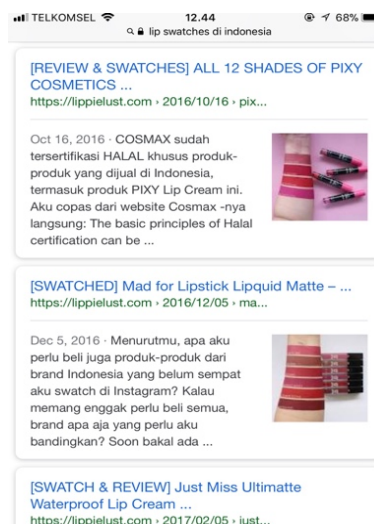 TELKOMSEL 12.44 68%
lip swatches di indonesia
[REVIEW & SWATCHES] ALL 12 SHADES OF PIXY
COSMETICS ...
https://lippielust.com › 2016/10/16 › pix...
Oct 16, 2016 · COSMAX sudah
tersertifikasi HALAL khusus produk-
produk yang dijual di Indonesia,
termasuk produk PIXY Lip Cream ini.
Aku copas dari website Cosmax -nya
langsung: The basic principles of Halal
certification can be ...
[SWATCHED] Mad for Lipstick Lipquid Matte – ...
https://lippielust.com › 2016/12/05 › ma...
Dec 5, 2016 · Menurutmu, apa aku
perlu beli juga produk-produk dari
brand Indonesia yang belum sempat
aku swatch di Instagram? Kalau
memang enggak perlu beli semua,
brand apa aja yang perlu aku
bandingkan? Soon bakal ada ...
[SWATCH & REVIEW] Just Miss Ultimatte
Waterproof Lip Cream ...
https://lippielust.com › 2017/02/05 › just...